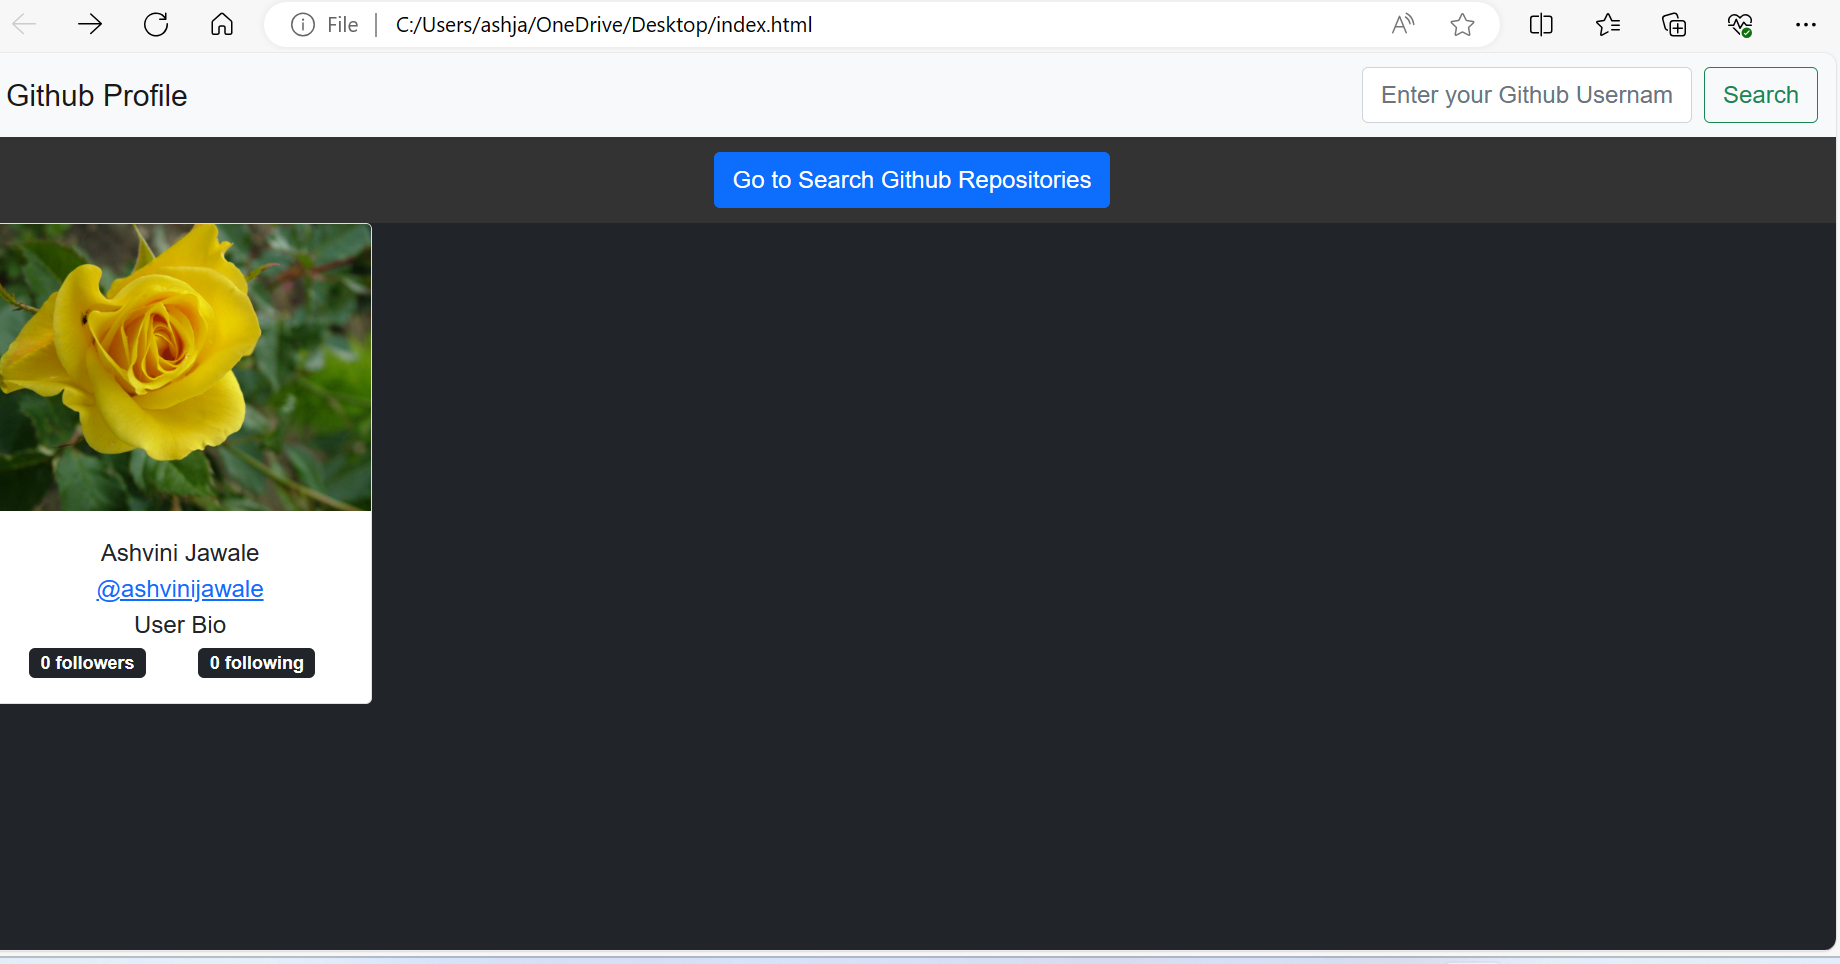 File
C:/Users/ashja/OneDrive/Desktop/index.html
Github Profile
Enter your Github Usernam
Search
Go to Search Github Repositories
Ashvini Jawale
@ashvinijawale
User Bio
0 followers 0 following